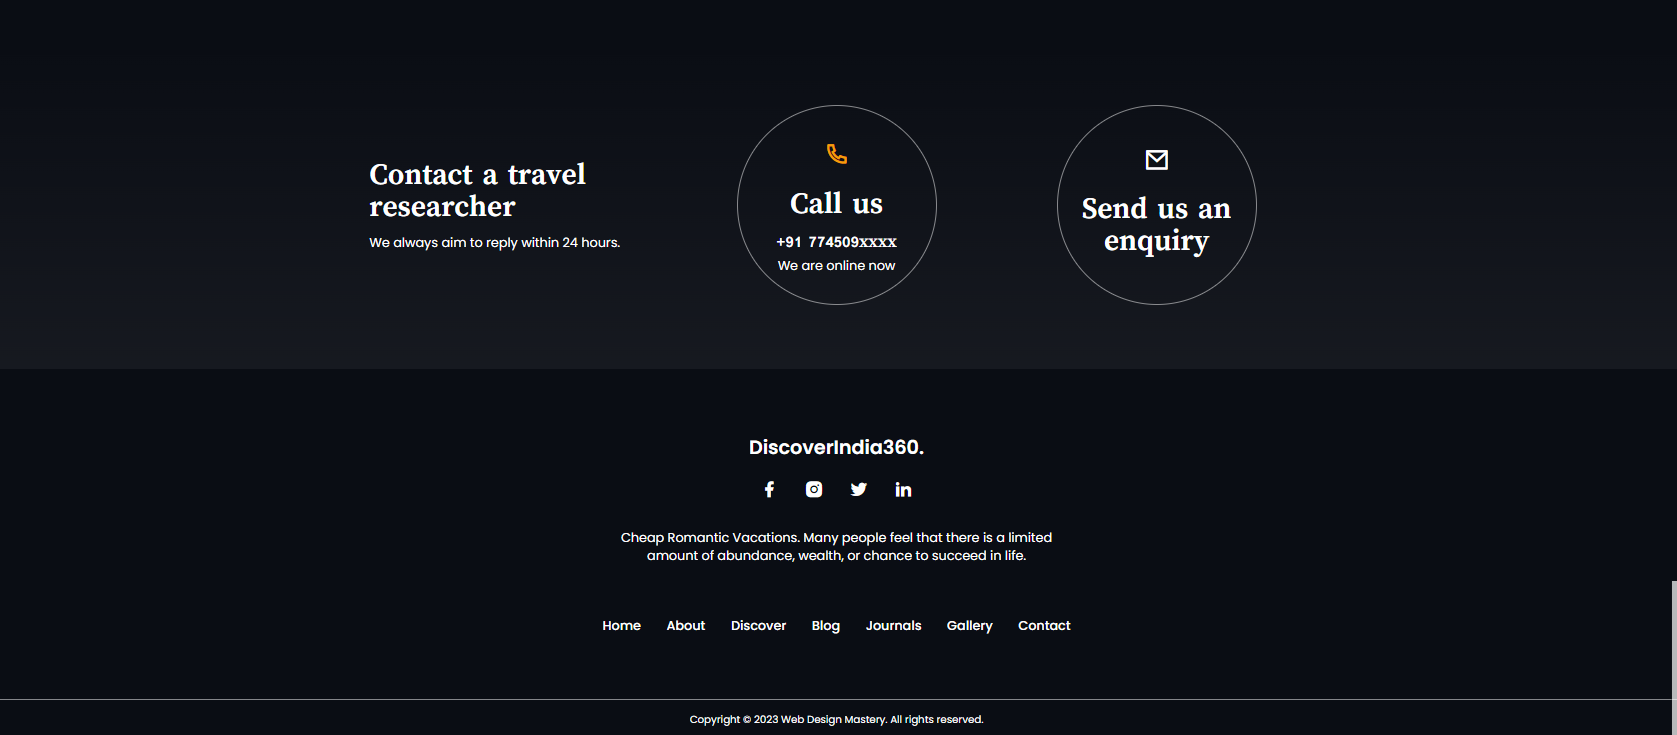 Contact a travel
researcher
We always aim to reply within 24 hours.
Call us
+91 774509xxxx
We are online now
Send us an
enquiry
DiscoverIndia360.
Cheap Romantic Vacations. Many people feel that there is a limited
amount of abundance, wealth, or chance to succeed in life.
Home About Discover Blog Journals Gallery Contact
Copyright © 2023 Web Design Mastery. All rights reserved.